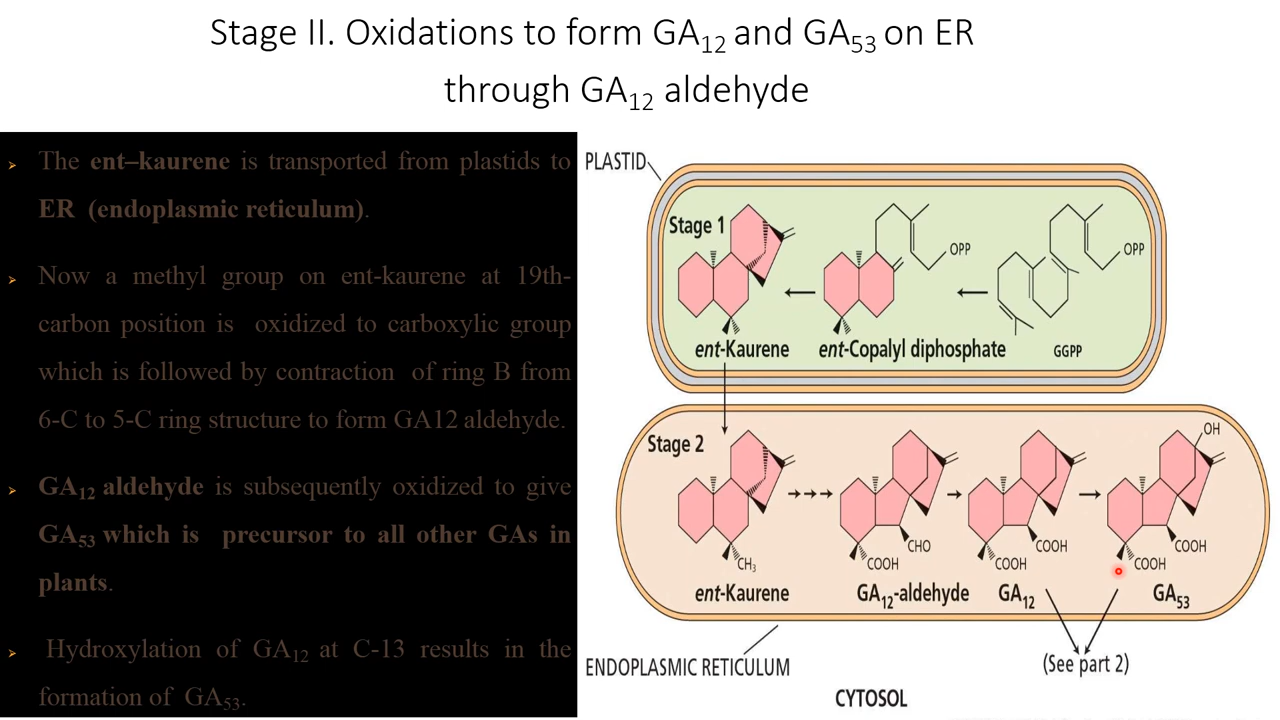 Stage II. Oxidations to form GA₁₂ and GA₅₃ on ER
through GA₁₂ aldehyde
The ent–kaurene is transported from plastids to
ER (endoplasmic reticulum).
Now a methyl group on ent-kaurene at 19th-
carbon position is oxidized to carboxylic group
which is followed by contraction of ring B from
6-C to 5-C ring structure to form GA12 aldehyde.
GA₁₂ aldehyde is subsequently oxidized to give
GA₅₃ which is precursor to all other GAs in
plants.
Hydroxylation of GA₁₂ at C-13 results in the
formation of GA₅₃.
PLASTID
Stage 1
OPP
OPP
ent-Kaurene
ent-Copalyl diphosphate
GGPP
Stage 2
OH
CH₃
COOH
CHO
COOH
COOH
COOH
COOH
ent-Kaurene
GA₁₂-aldehyde
GA₁₂
GA₅₃
ENDOPLASMIC RETICULUM
(See part 2)
CYTOSOL